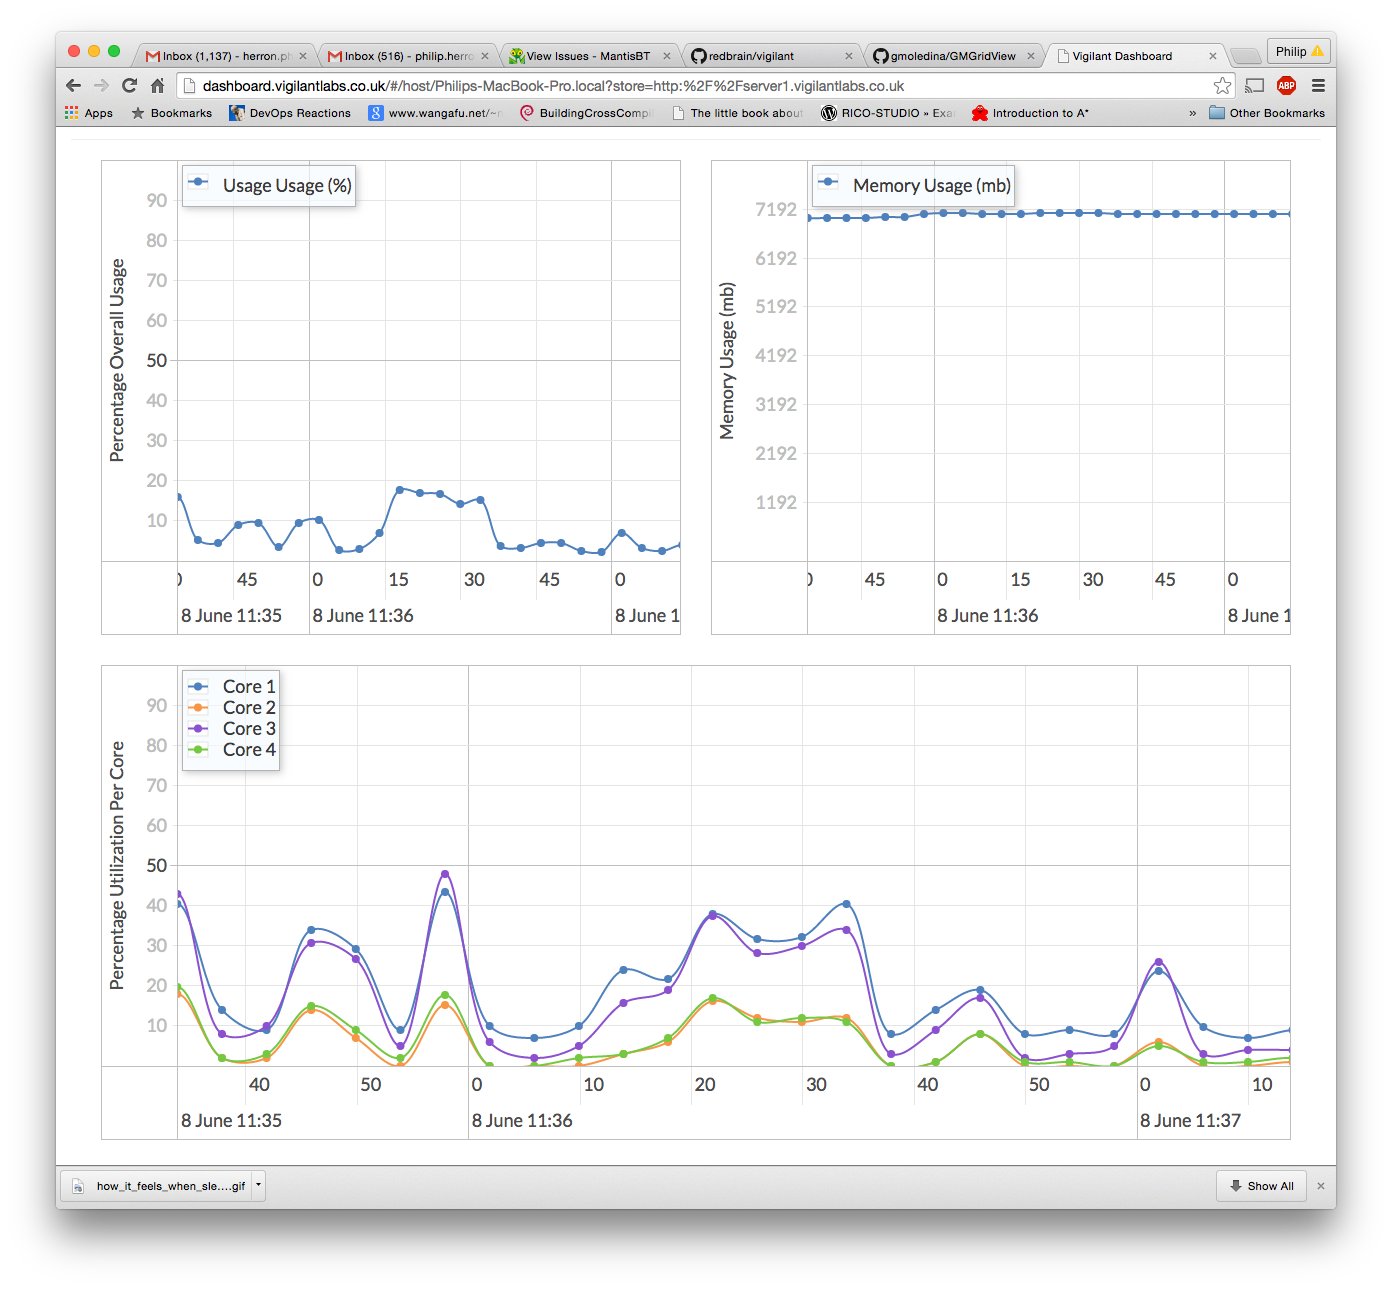 Inbox (1,137) - herron.ph
Inbox (516) - philip.herro
View Issues - MantisBT
redbrain/vigilant
gmoledina/GMGridView
Vigilant Dashboard
Philip
dashboard.vigilantlabs.co.uk/#/host/Philips-MacBook-Pro.local?store=http:%2F%2Fserver1.vigilantlabs.co.uk
ABP
Apps
Bookmarks
DevOps Reactions
www.wangafu.net/~n
BuildingCrossCompil
The little book about
RICO-STUDIO » Exa
Introduction to A*
»
Other Bookmarks
Usage Usage (%)
Percentage Overall Usage
90
80
70
60
50
40
30
20
10
0
45
0
15
30
45
0
8 June 11:35
8 June 11:36
8 June 1
Memory Usage (mb)
Memory Usage (mb)
7192
6192
5192
4192
3192
2192
1192
0
45
0
15
30
45
0
8 June 11:36
8 June 1
Core 1
Core 2
Core 3
Core 4
Percentage Utilization Per Core
90
80
70
60
50
40
30
20
10
40
50
0
10
20
30
40
50
0
10
8 June 11:35
8 June 11:36
8 June 11:37
how_it_feels_when_sle....gif
Show All